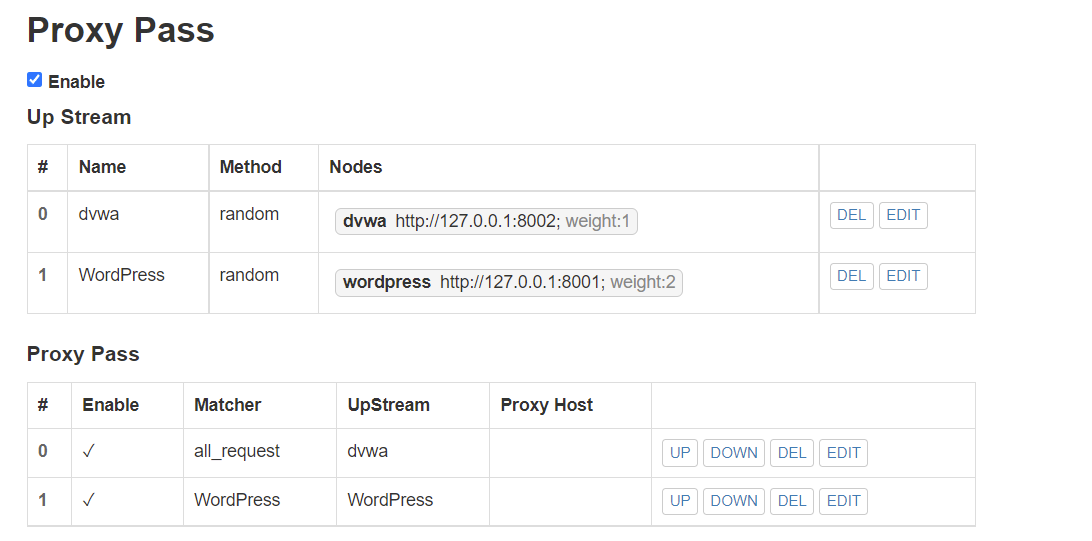 Proxy Pass
Enable
Up Stream
# Name Method Nodes
0 dvwa random dvwa http://127.0.0.1:8002; weight:1 DEL EDIT
1 WordPress random wordpress http://127.0.0.1:8001; weight:2 DEL EDIT
Proxy Pass
# Enable Matcher UpStream Proxy Host
0 ✓ all_request dvwa UP DOWN DEL EDIT
1 ✓ WordPress WordPress UP DOWN DEL EDIT